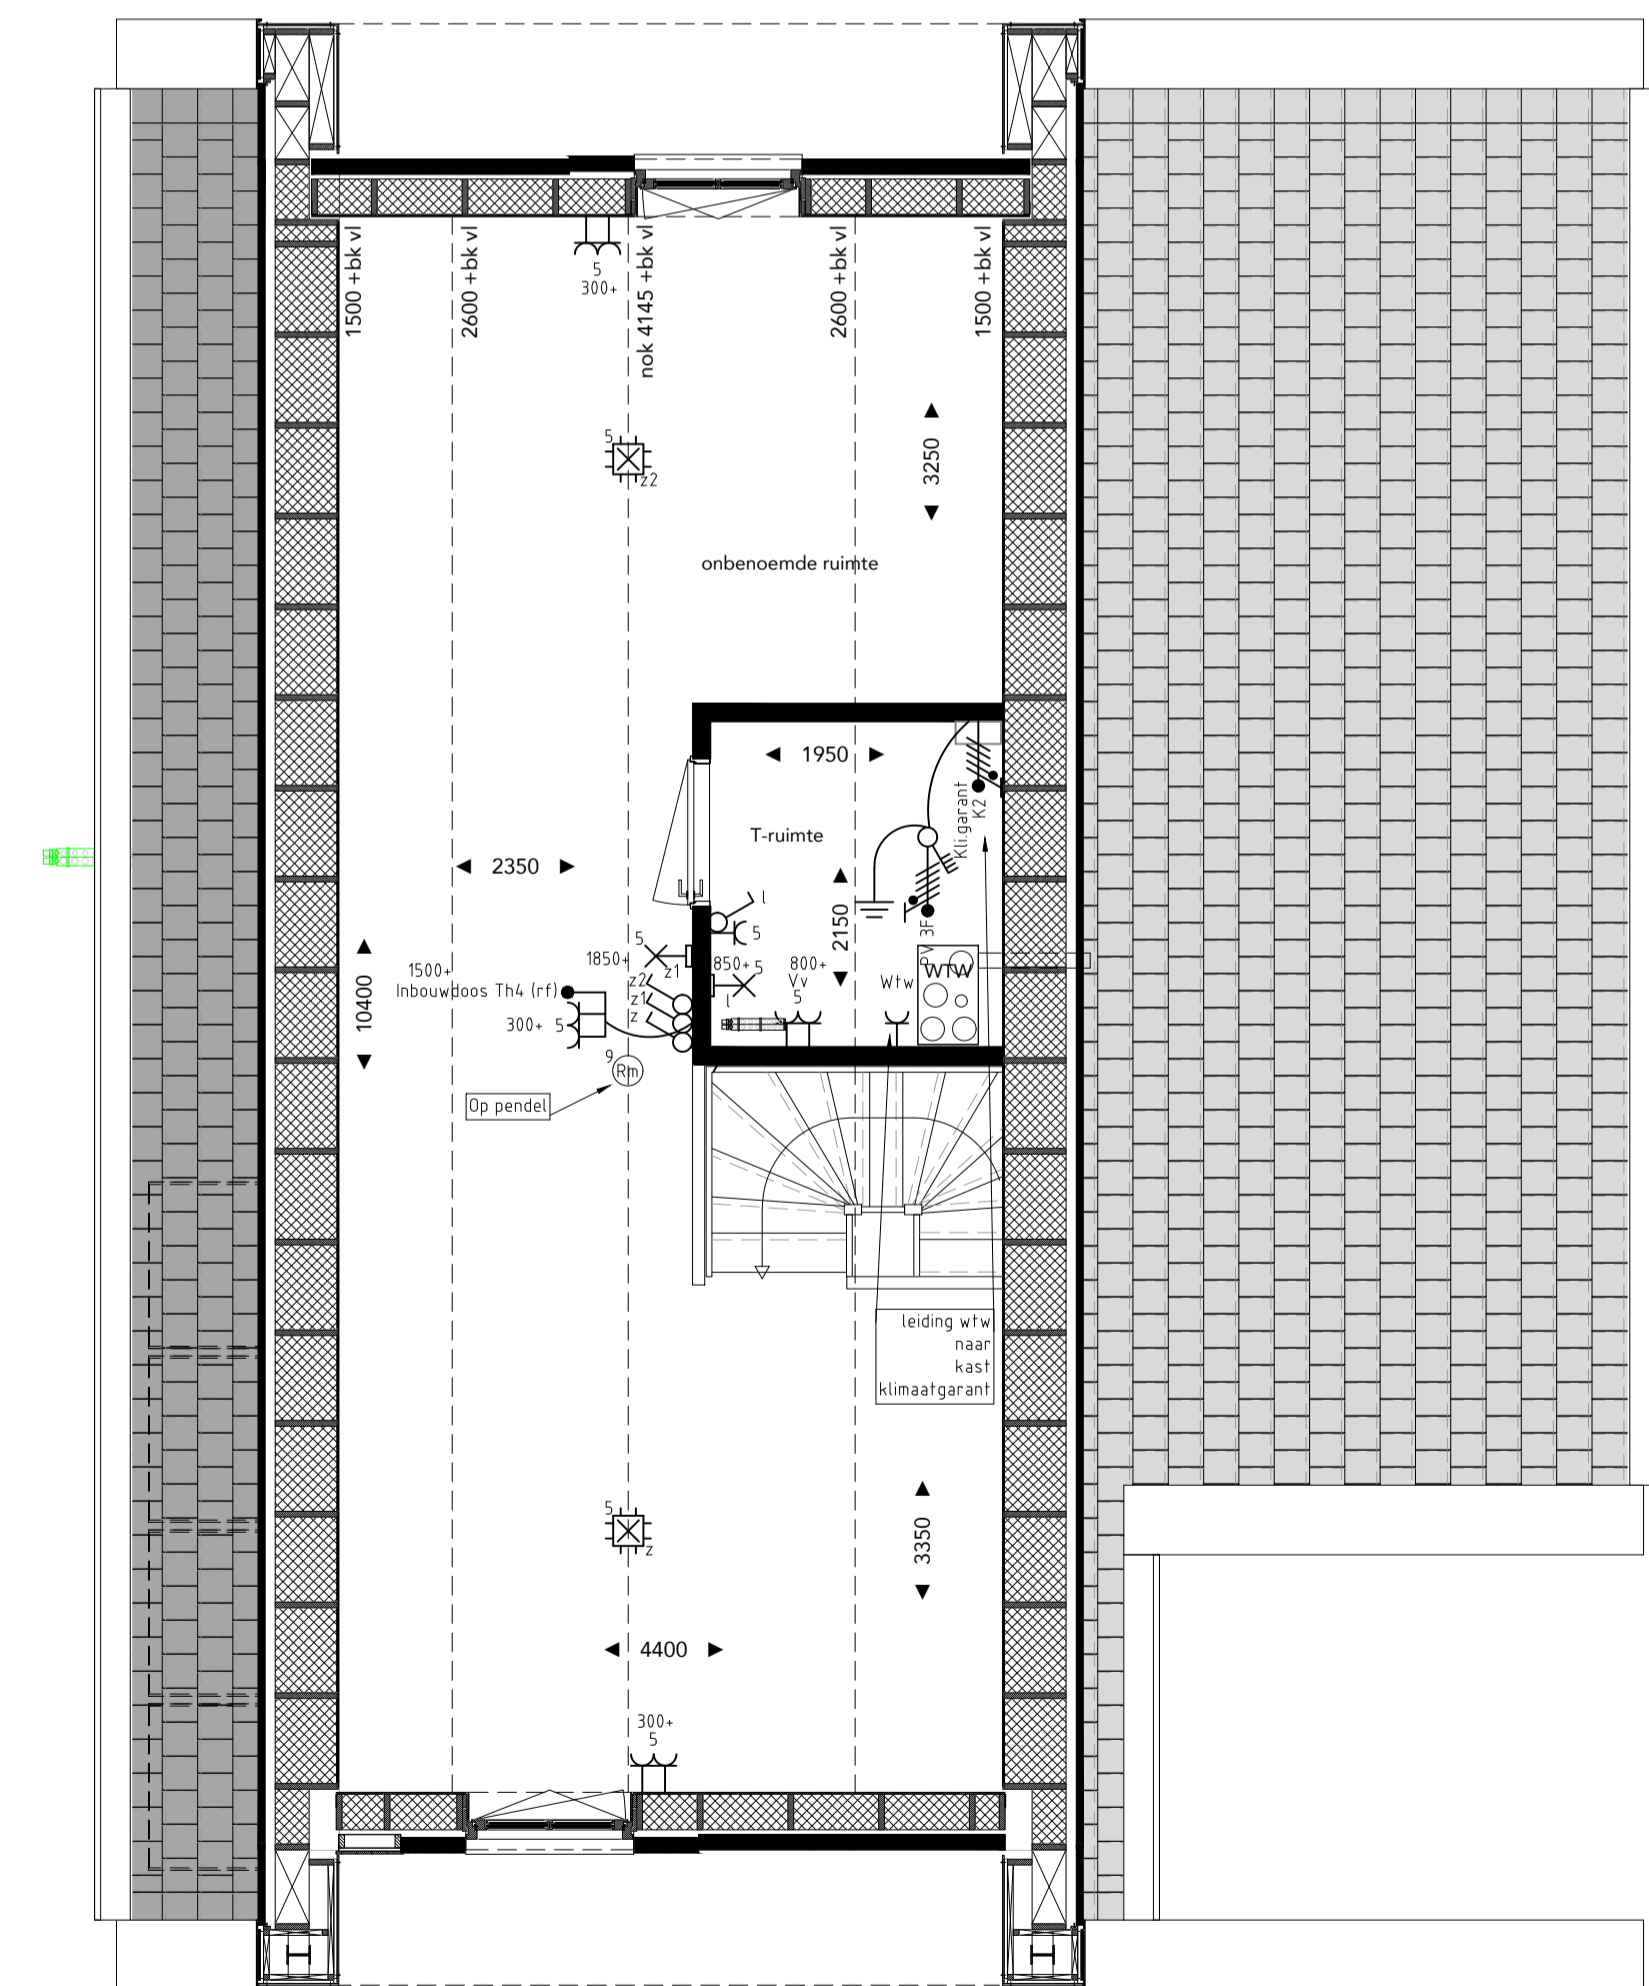 1500 +bk vl
2600 +bk vl
nok 4145 +bk vl
2600 +bk vl
1500 +bk vl
5
300+
5
z2
3250
onbenoemde ruimte
1950
T-ruimte
Kli.garant
K2
2350
2150
PV 3F
l
5
10400
1500+
Inbouwdoos Th4 (rf)
300+ 5
5
1850+
z1
z2
z1
z
850+
5
l
800+
Vv
5
Wtw
WTW
9
Rm
Op pendel
leiding wtw
naar
kast
klimaatgarant
5
z
3350
4400
300+
5